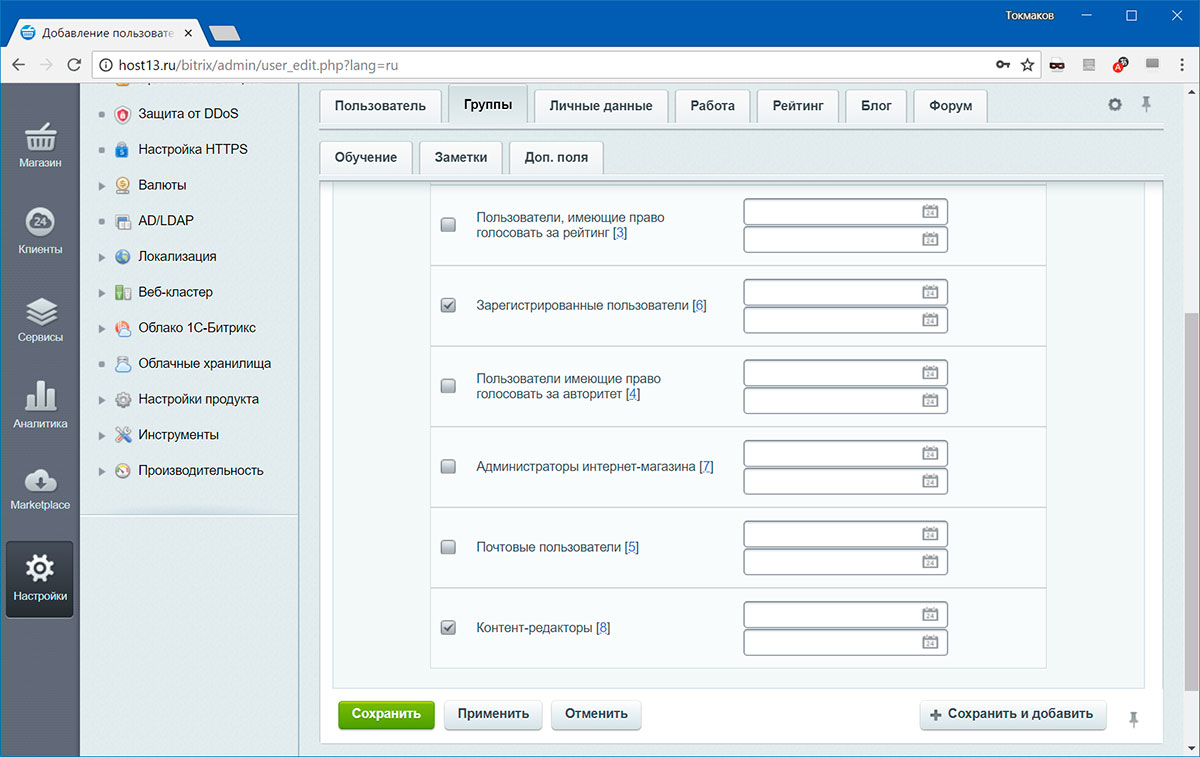 Токмаков
Добавление пользовате
host13.ru/bitrix/admin/user_edit.php?lang=ru
Магазин
24
Клиенты
Сервисы
Аналитика
Marketplace
Настройки
Защита от DDoS
Настройка HTTPS
Валюты
AD/LDAP
Локализация
Веб-кластер
Облако 1С-Битрикс
Облачные хранилища
Настройки продукта
Инструменты
Производительность
Пользователь
Группы
Личные данные
Работа
Рейтинг
Блог
Форум
Обучение
Заметки
Доп. поля
Пользователи, имеющие право
голосовать за рейтинг [3]
Зарегистрированные пользователи [6]
Пользователи имеющие право
голосовать за авторитет [4]
Администраторы интернет-магазина [7]
Почтовые пользователи [5]
Контент-редакторы [8]
Сохранить
Применить
Отменить
Сохранить и добавить